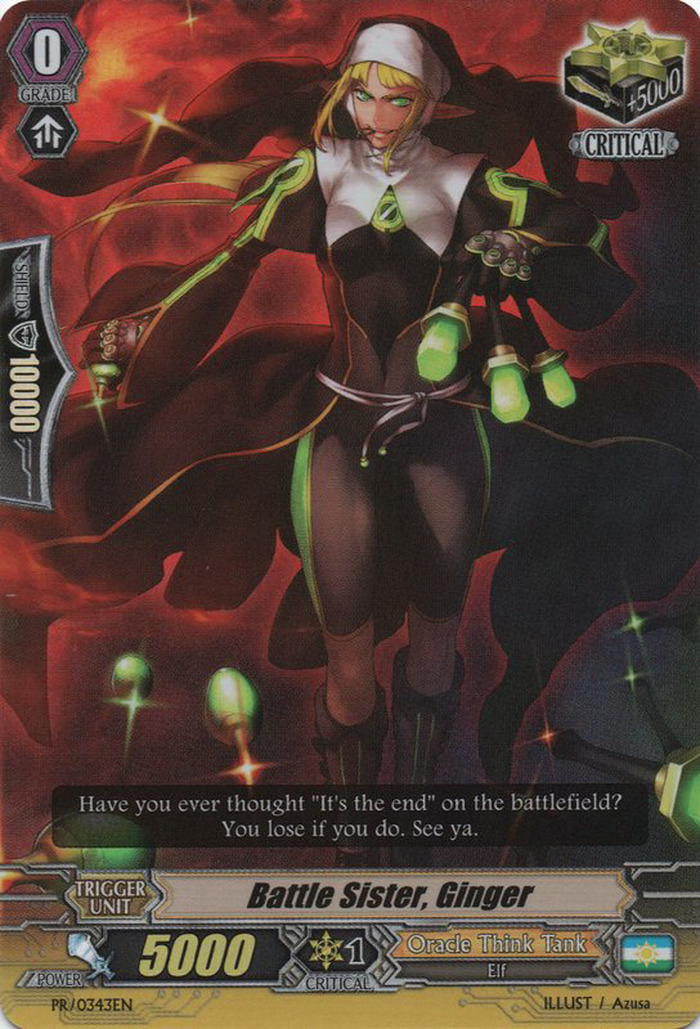 0
GRADE
+5000
CRITICAL
SHIELD
10000
Have you ever thought "It's the end" on the battlefield?
You lose if you do. See ya.
TRIGGER
UNIT
Battle Sister, Ginger
POWER
5000
1
CRITICAL
Oracle Think Tank
Elf
PR/0343EN
ILLUST / Azusa